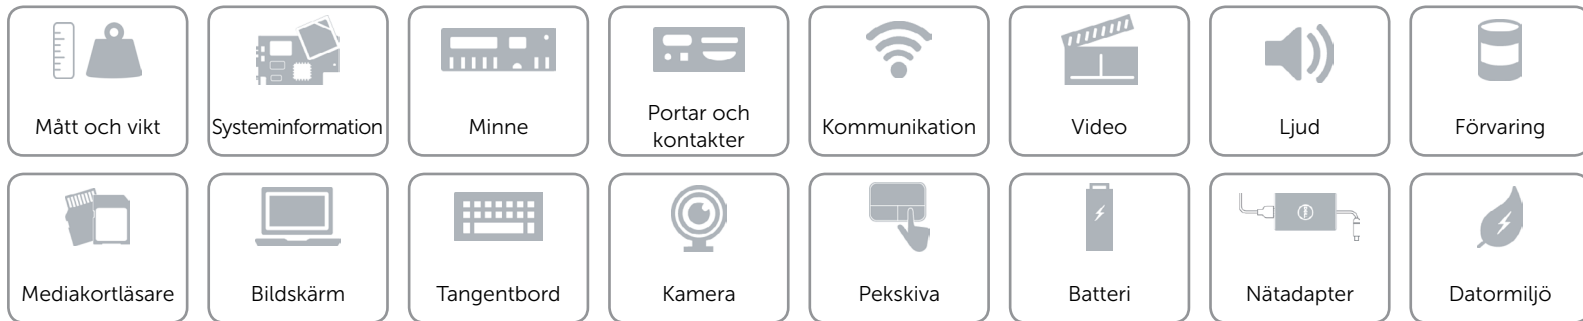 Mått och vikt
Systeminformation
Minne
Portar och
kontakter
Kommunikation
Video
Ljud
Förvaring
Mediakortläsare
Bildskärm
Tangentbord
Kamera
Pekskiva
Batteri
Nätadapter
Datormiljö